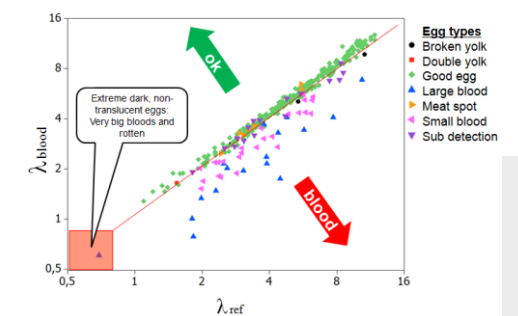 16
8
4
2
1
0,5
λ blood
0,5
1
2
4
8
16
λ ref
Extreme dark, non-
translucent eggs:
Very big bloods and
rotten
ok
blood
Egg types
Broken yolk
Double yolk
Good egg
Large blood
Meat spot
Small blood
Sub detection